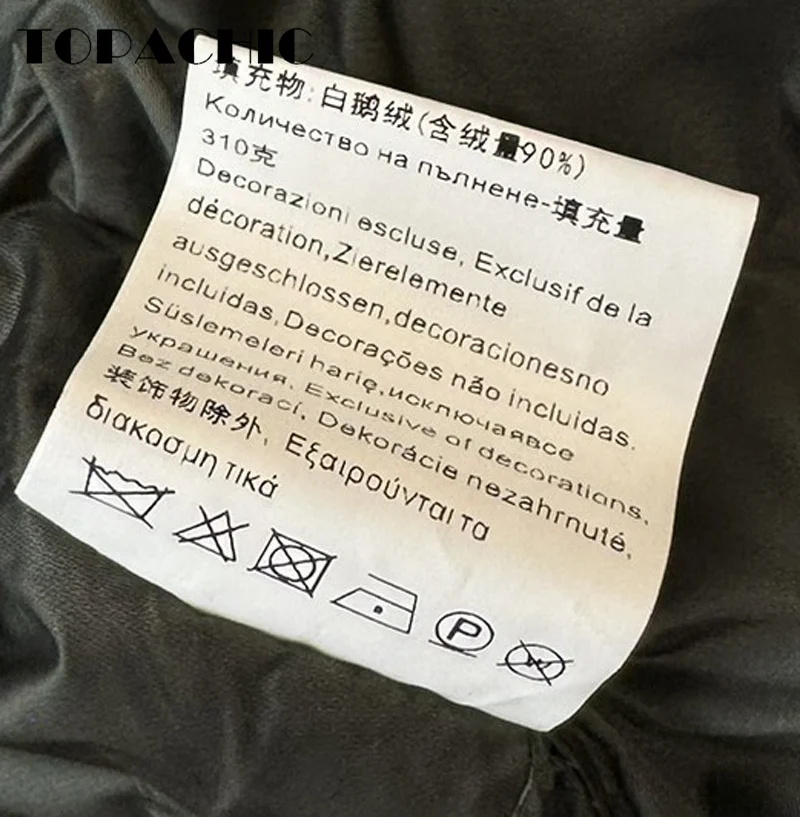 TOPACHIC
填充物:白鹅绒(含绒量90%)
Количество на пълнене-填充量
310克
Decorazioni escluse, Exclusif de la
décoration,Zierelemente
ausgeschlossen,decoracionesno
incluidas,Decorações não incluidas.
Süslemeleri hariç,исключаявсе
украшения. Exclusive of decorations,
Bez dekorací, Dekorácie nezahrnuté,
装饰物除外, Εξαιρούνται τα
διακοσμη τικά
P
W